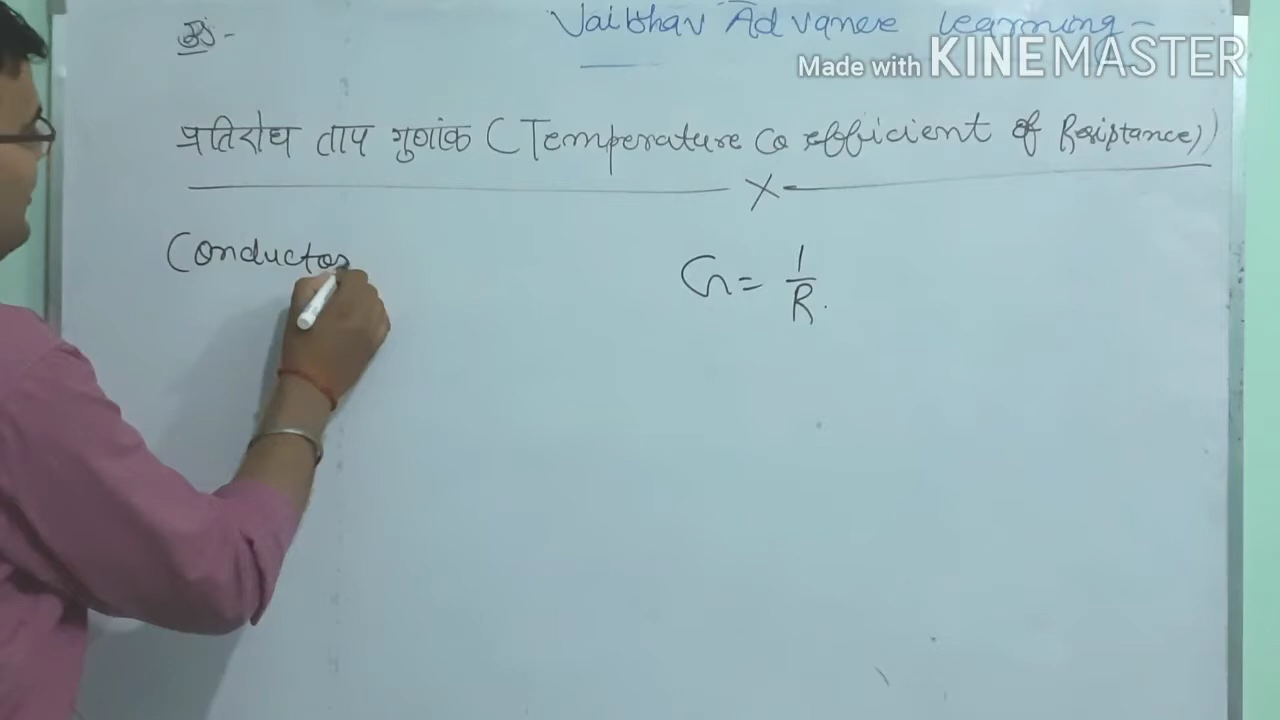 Vaibhav Advance learning-
Made with KINEMASTER
प्रतिरोध ताप गुणांक (Temperature Co efficient of Resistance))
Conductor
G = 1/R.